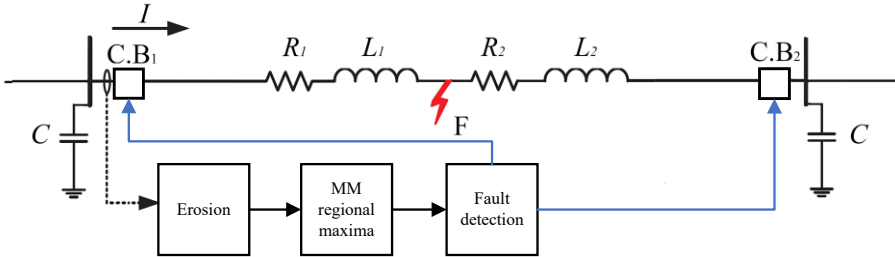 I
C.B1
R1
L1
R2
L2
C.B2
F
C
C
Erosion
MM
regional
maxima
Fault
detection